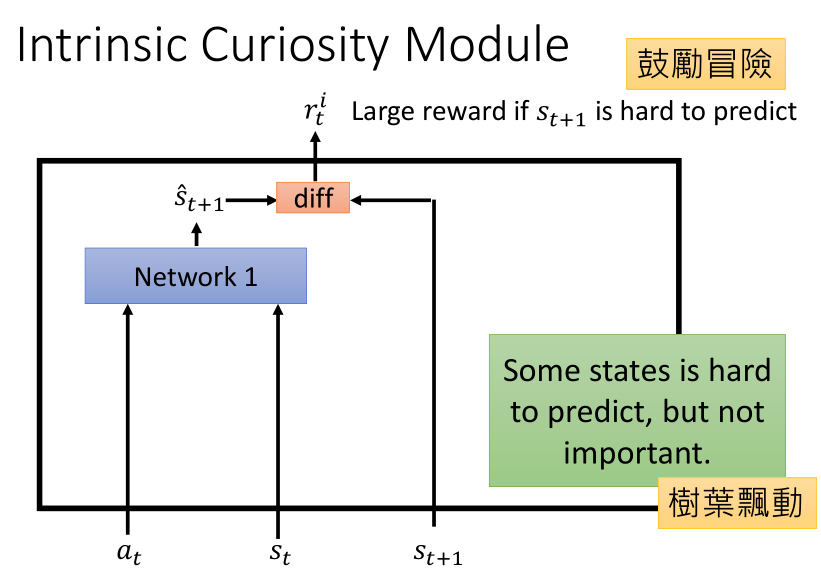 Intrinsic Curiosity Module
鼓勵冒險
$r_t^i$ Large reward if $s_{t+1}$ is hard to predict
$\hat{s}_{t+1}$ diff
Network 1
Some states is hard
to predict, but not
important.
樹葉飄動
$a_t$ $s_t$ $s_{t+1}$